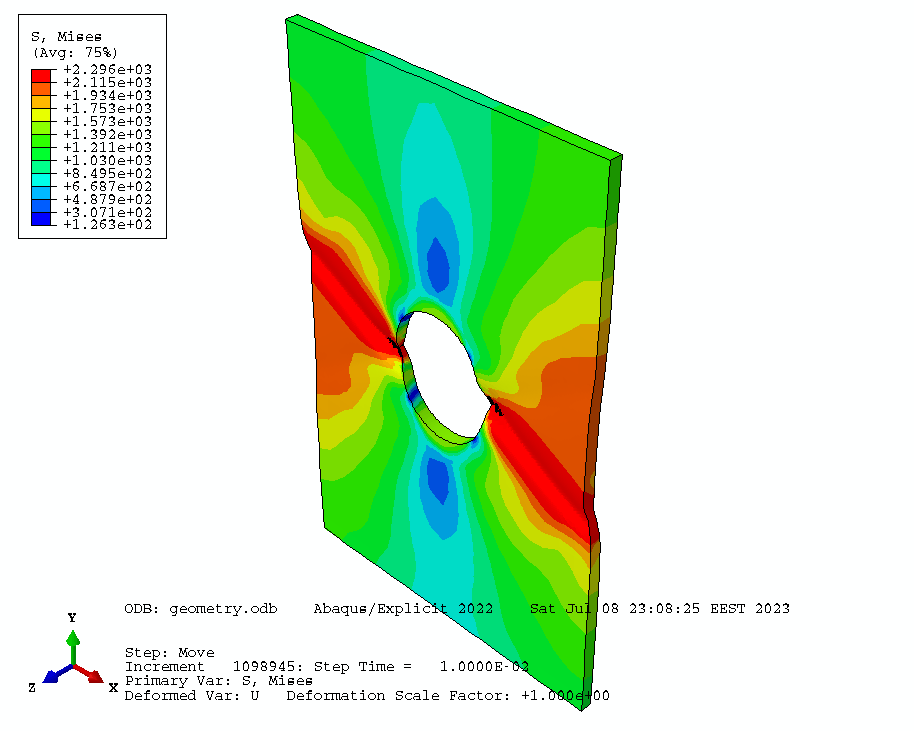 S, Mises
(Avg: 75%)
+2.296e+03
+2.115e+03
+1.934e+03
+1.753e+03
+1.573e+03
+1.392e+03
+1.211e+03
+1.030e+03
+8.495e+02
+6.687e+02
+4.879e+02
+3.071e+02
+1.263e+02
ODB: geometry.odb    Abaqus/Explicit 2022    Sat Jul 08 23:08:25 EEST 2023
Y
Z
X
Step: Move
Increment   1098945: Step Time =   1.0000E-02
Primary Var: S, Mises
Deformed Var: U   Deformation Scale Factor: +1.000e+00